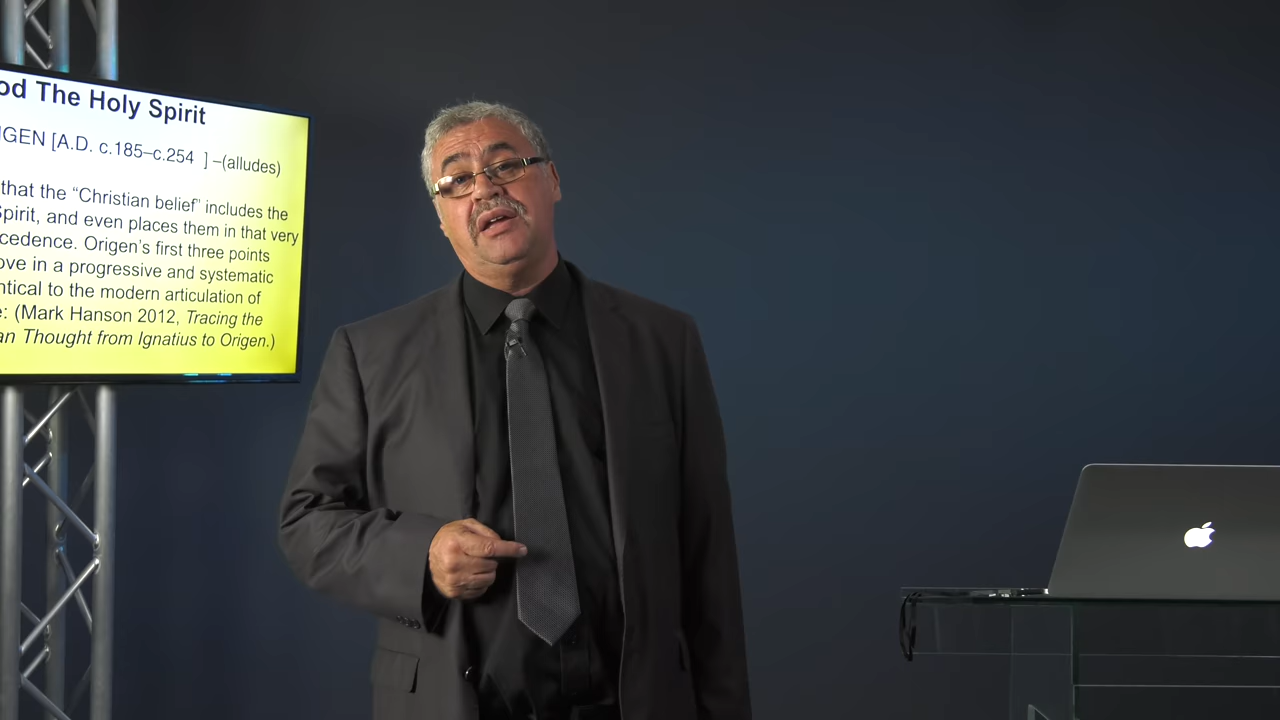 od The Holy Spirit
IGEN [A.D. c.185–c.254 ] –(alludes)
that the “Christian belief” includes the
Spirit, and even places them in that very
cedence. Origen’s first three points
ove in a progressive and systematic
ntical to the modern articulation of
e: (Mark Hanson 2012, Tracing the
an Thought from Ignatius to Origen.)